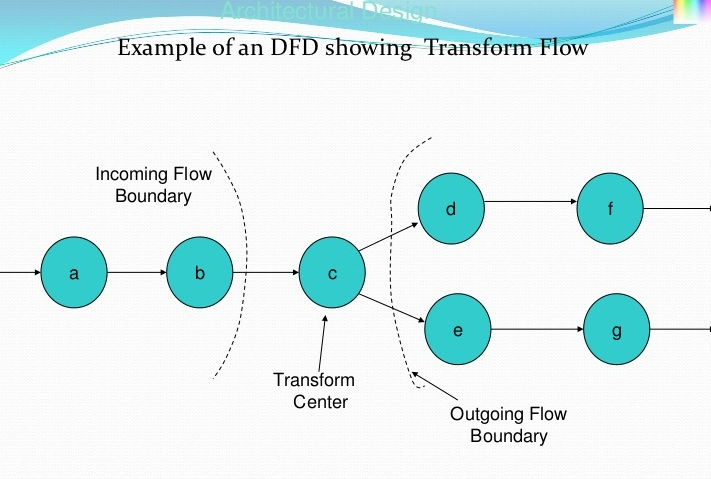 Architectural Design
Example of an DFD showing Transform Flow
Incoming Flow
Boundary
d
f
a
b
c
e
g
Transform
Center
Outgoing Flow
Boundary